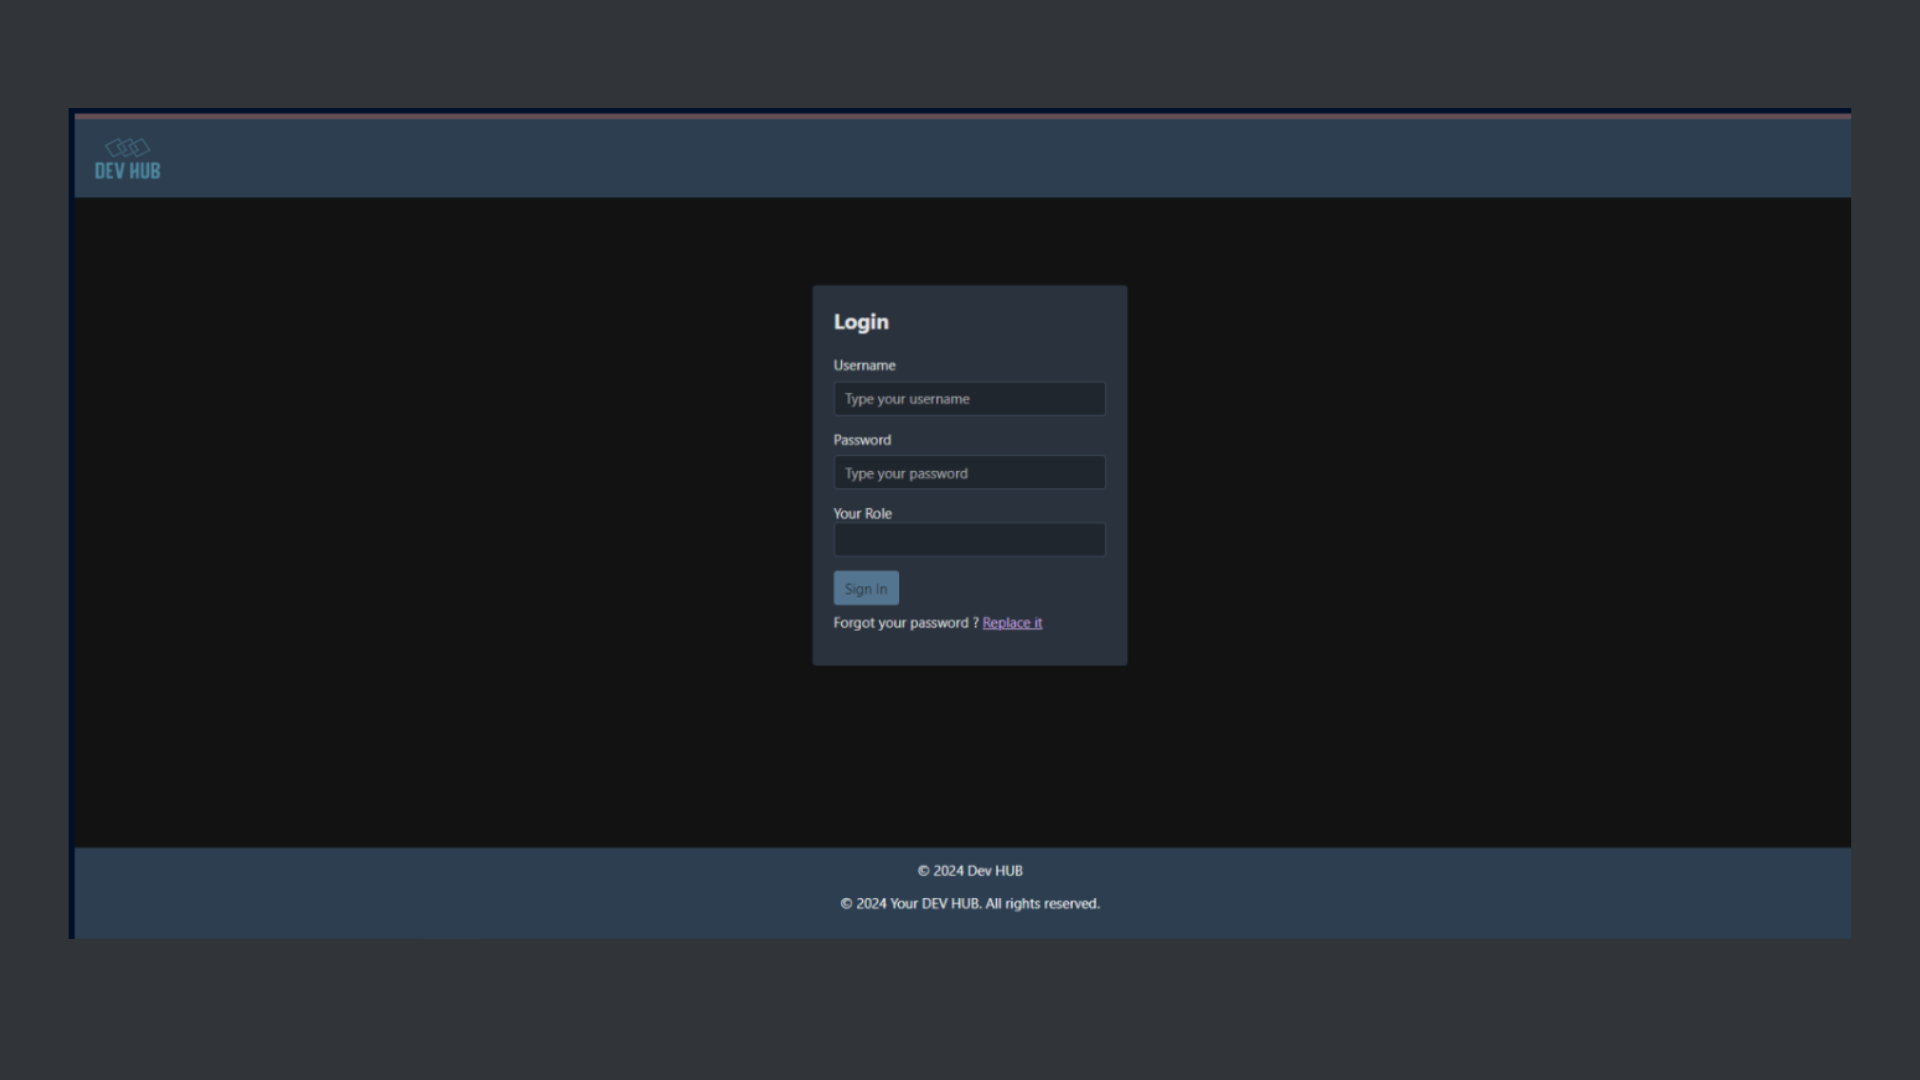 DEV HUB
Login
Username
Type your username
Password
Type your password
Your Role
Sign In
Forgot your password ? Replace it
© 2024 Dev HUB
© 2024 Your DEV HUB. All rights reserved.